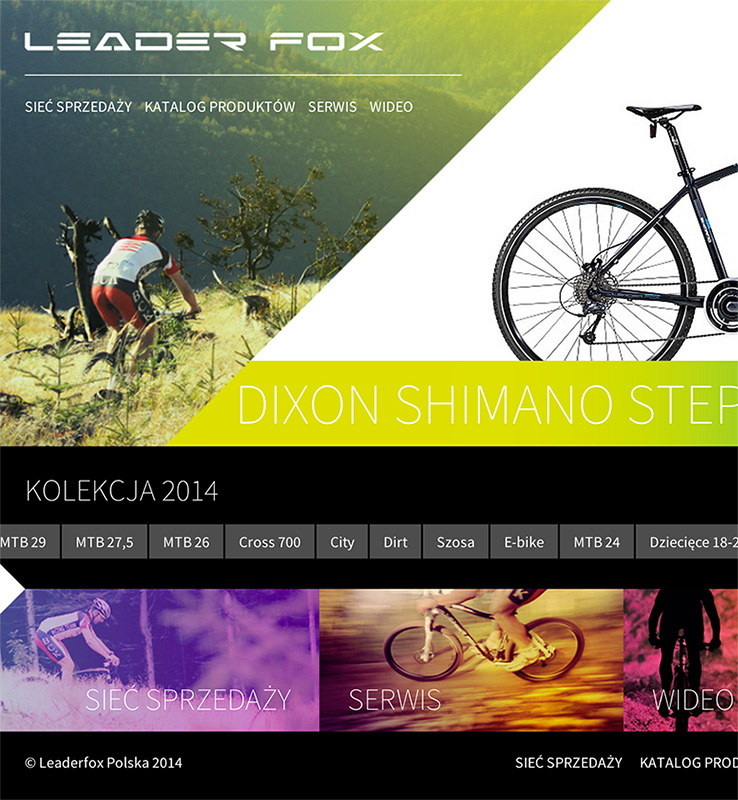 LEADER FOX
SIEĆ SPRZEDAŻY KATALOG PRODUKTÓW SERWIS WIDEO
DIXON SHIMANO STEP
KOLEKCJA 2014
MTB 29 MTB 27,5 MTB 26 Cross 700 City Dirt Szosa E-bike MTB 24 Dziecięce 18-2
SIEĆ SPRZEDAŻY SERWIS WIDEO
© Leaderfox Polska 2014 SIEĆ SPRZEDAŻY KATALOG PROD